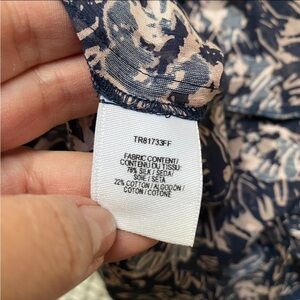 TR81733FF
FABRIC CONTENT/
CONTENU DU TISSU:
78% SILK / SEDA/
SOIE / SETA
22% COTTON / ALGODÓN /
COTON / COTONE